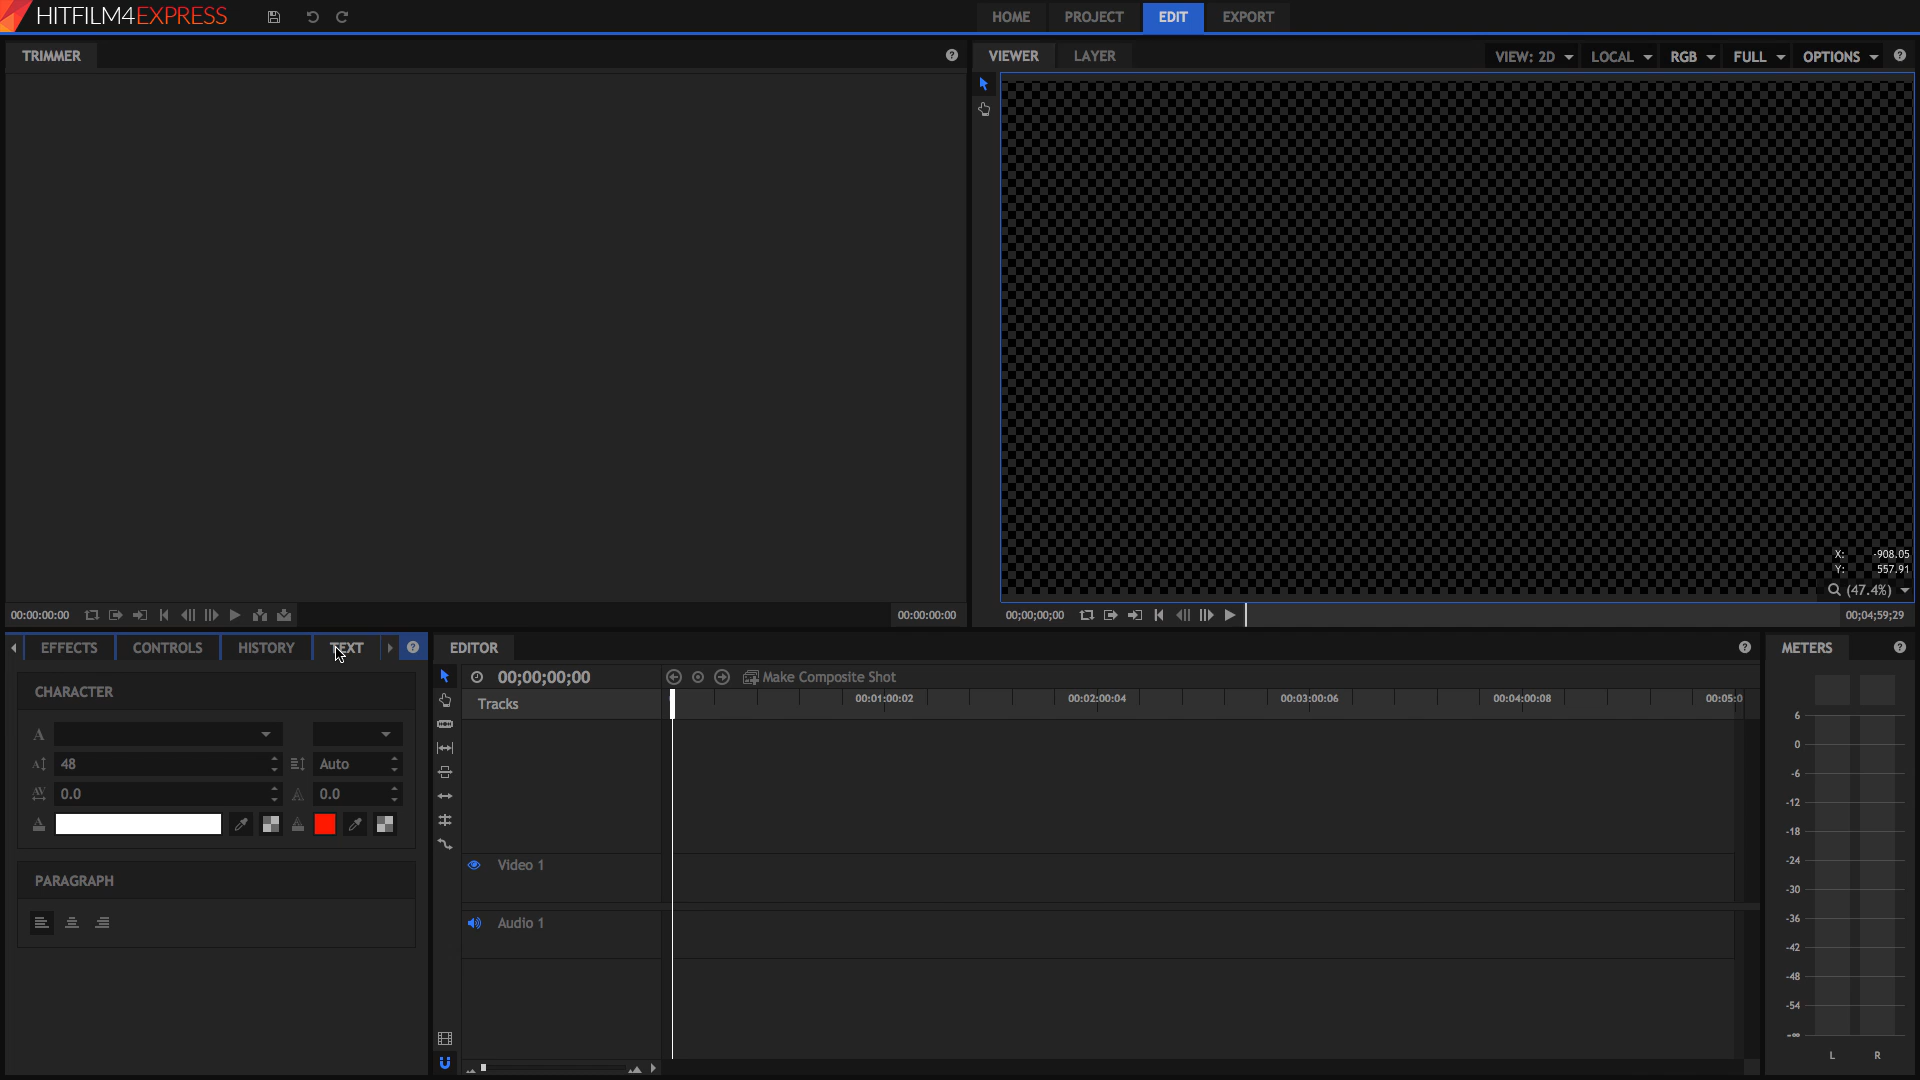 HITFILM4EXPRESS
HOME PROJECT EDIT EXPORT
TRIMMER
VIEWER LAYER VIEW: 2D LOCAL RGB FULL OPTIONS
X: -908.05
Y: 557.91
(47.4%)
00:00:00:00 00:00:00:00
00;00;00;00 00;04;59;29
EFFECTS CONTROLS HISTORY TEXT
CHARACTER
48 Auto
0.0 0.0
PARAGRAPH
EDITOR
00;00;00;00 Make Composite Shot
Tracks 00:01:00:02 00:02:00:04 00:03:00:06 00:04:00:08 00:05:0
Video 1
Audio 1
METERS
6
0
-6
-12
-18
-24
-30
-36
-42
-48
-54
-∞
L R